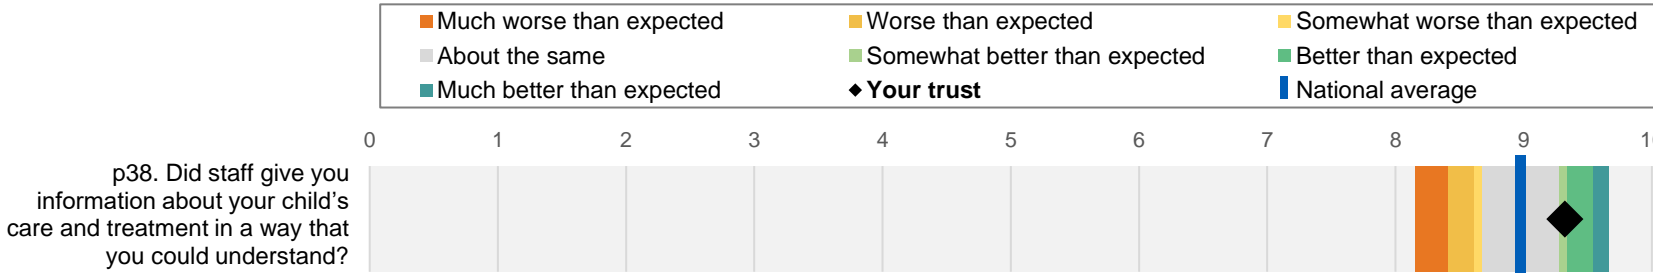 Much worse than expected Worse than expected Somewhat worse than expected
About the same Somewhat better than expected Better than expected
Much better than expected Your trust National average
0 1 2 3 4 5 6 7 8 9 1
p38. Did staff give you
information about your child’s
care and treatment in a way that
you could understand?